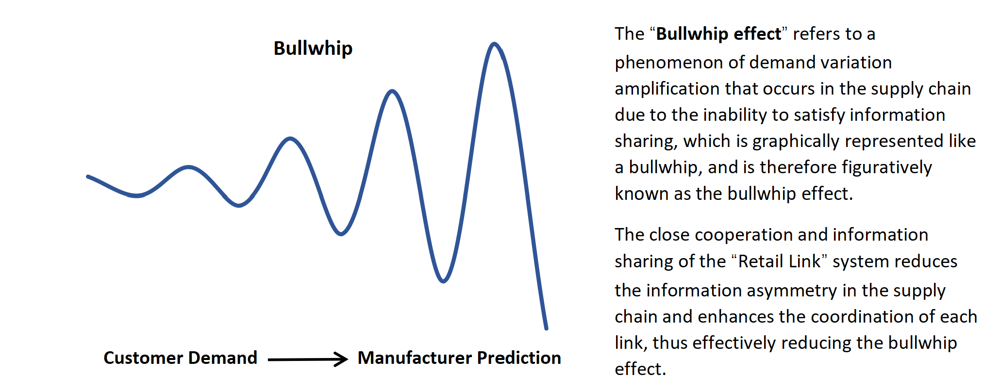 Bullwhip
Customer Demand
Manufacturer Prediction
The “Bullwhip effect” refers to a
phenomenon of demand variation
amplification that occurs in the supply chain
due to the inability to satisfy information
sharing, which is graphically represented like
a bullwhip, and is therefore figuratively
known as the bullwhip effect.
The close cooperation and information
sharing of the “Retail Link” system reduces
the information asymmetry in the supply
chain and enhances the coordination of each
link, thus effectively reducing the bullwhip
effect.